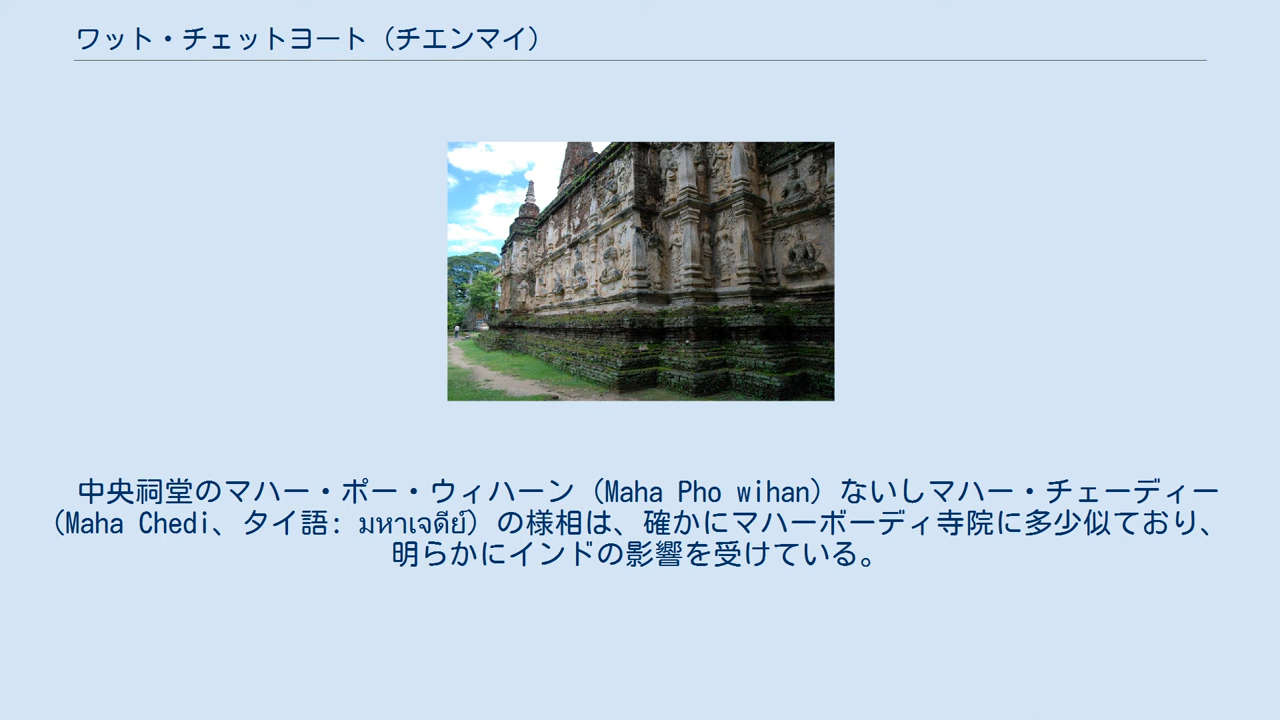 ワット・チェットヨート（チエンマイ）
中央祠堂のマハー・ポー・ウィハーン（Maha Pho wihan）ないしマハー・チェーディー
（Maha Chedi、タイ語: มหาเจดีย์）の様相は、確かにマハーボーディ寺院に多少似ており、
明らかにインドの影響を受けている。